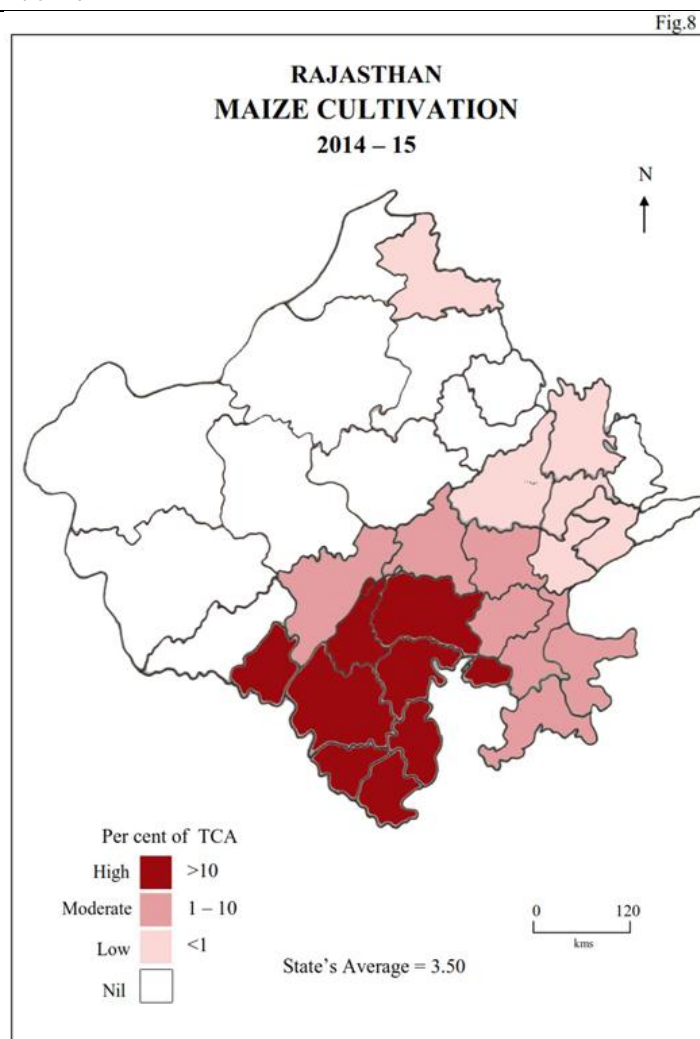 Fig.8
RAJASTHAN
MAIZE CULTIVATION
2014 – 15
N
Per cent of TCA
High >10
Moderate 1 – 10
Low <1
Nil
0 120
kms
State's Average = 3.50